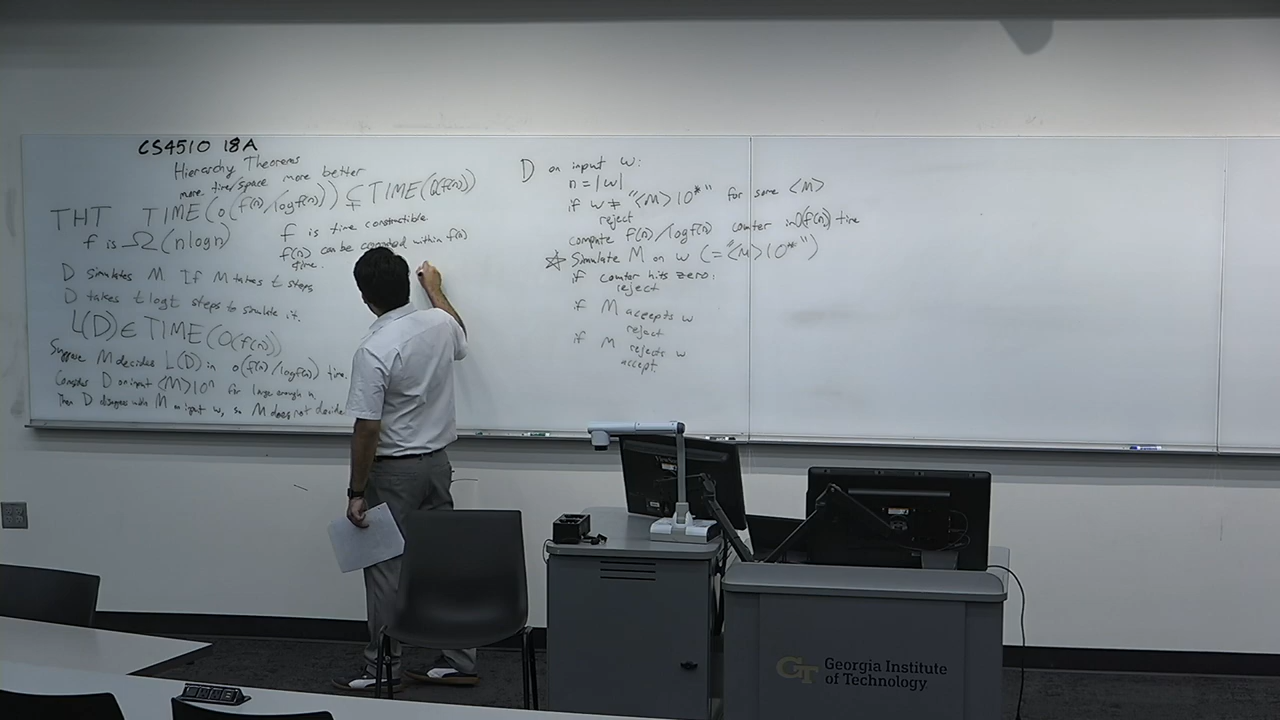 CS4510 18A
Hierarchy Theorems
more time/space more better
THT TIME(o(f(n)/logf(n))) ⊊ TIME(O(f(n)))
f is Ω(nlogn)
f is time constructible
f(n) can be computed within f(n)
time.
D simulates M. If M takes t steps
D takes t logt steps to simulate it.
L(D) ∈ TIME(O(f(n)))
Suppose M decides L(D) in o(f(n)/logf(n)) time.
Consider D on input <M>10ⁿ for large enough n.
Then D disagrees with M on input w, so M does not decide
D on input w:
n = |w|
if w ≠ "<M>10*" for some <M>
reject
compute f(n)/logf(n) counter in O(f(n)) time
☆ Simulate M on w (="<M>10*")
if counter hits zero:
reject
if M accepts w
reject
if M rejects w
accept.
GT Georgia Institute
of Technology